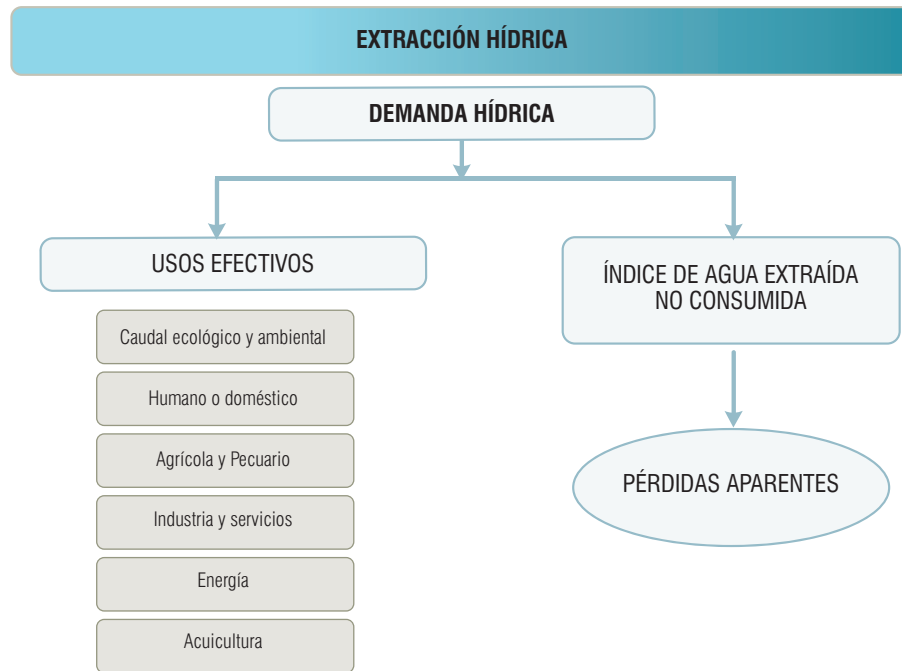 EXTRACCIÓN HÍDRICA
DEMANDA HÍDRICA
USOS EFECTIVOS
Caudal ecológico y ambiental
Humano o doméstico
Agrícola y Pecuario
Industria y servicios
Energía
Acuicultura
ÍNDICE DE AGUA EXTRAÍDA
NO CONSUMIDA
PÉRDIDAS APARENTES